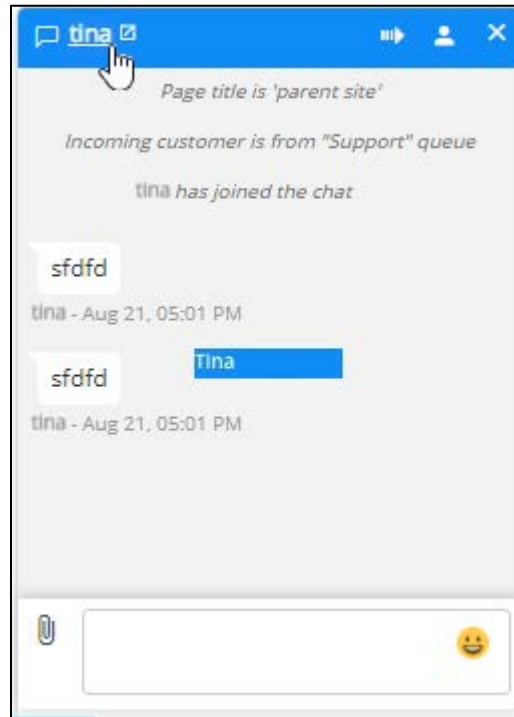 tina
Page title is 'parent site'
Incoming customer is from "Support" queue
tina has joined the chat
sfdfd
tina - Aug 21, 05:01 PM
Tina
sfdfd
tina - Aug 21, 05:01 PM